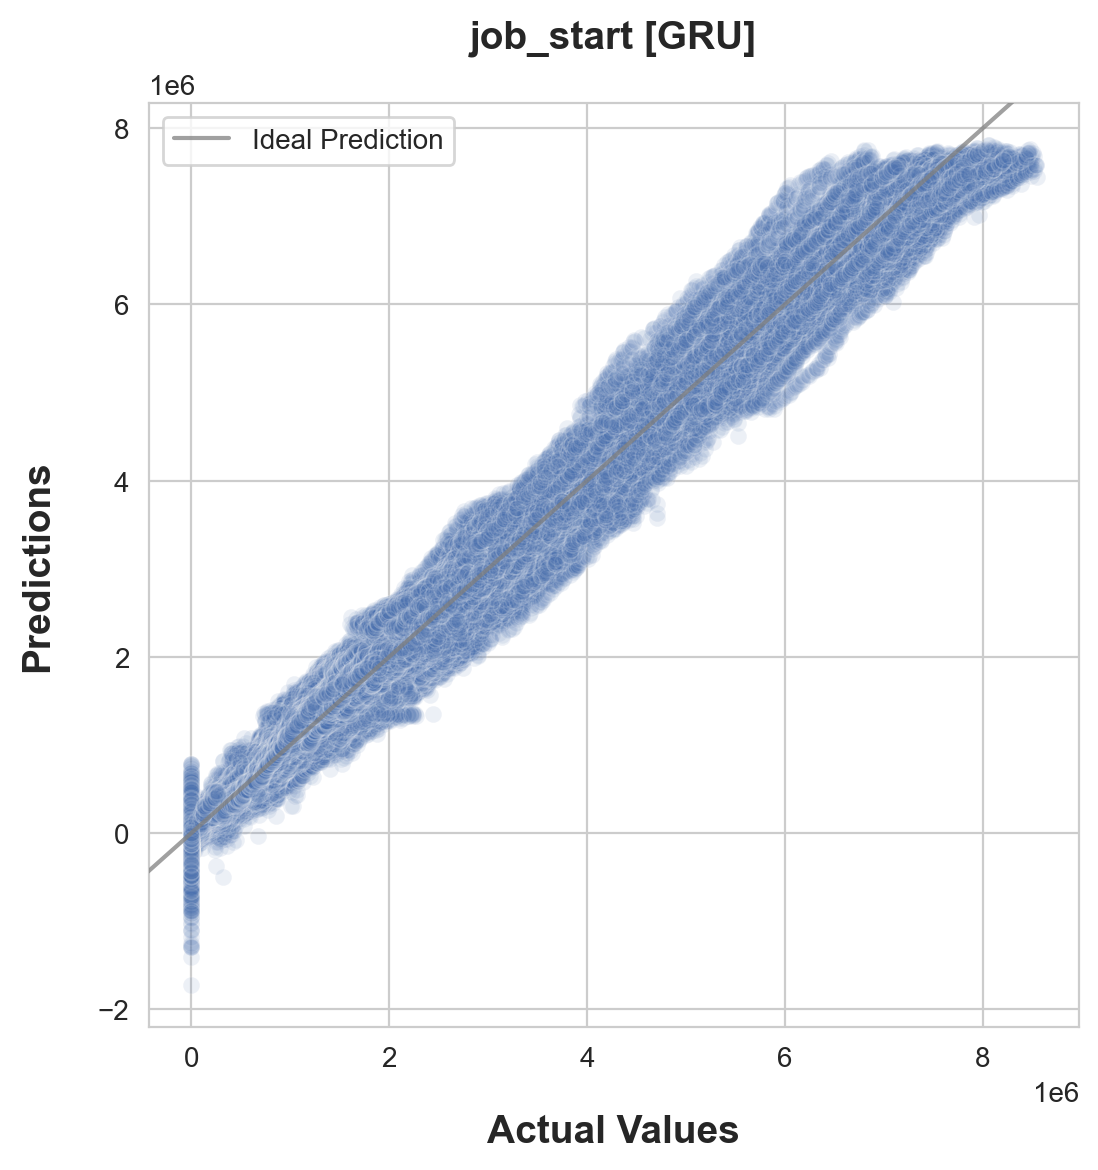 job_start [GRU]
1e6
Ideal Prediction
8
6
4
2
0
−2
Predictions
0 2 4 6 8
1e6
Actual Values